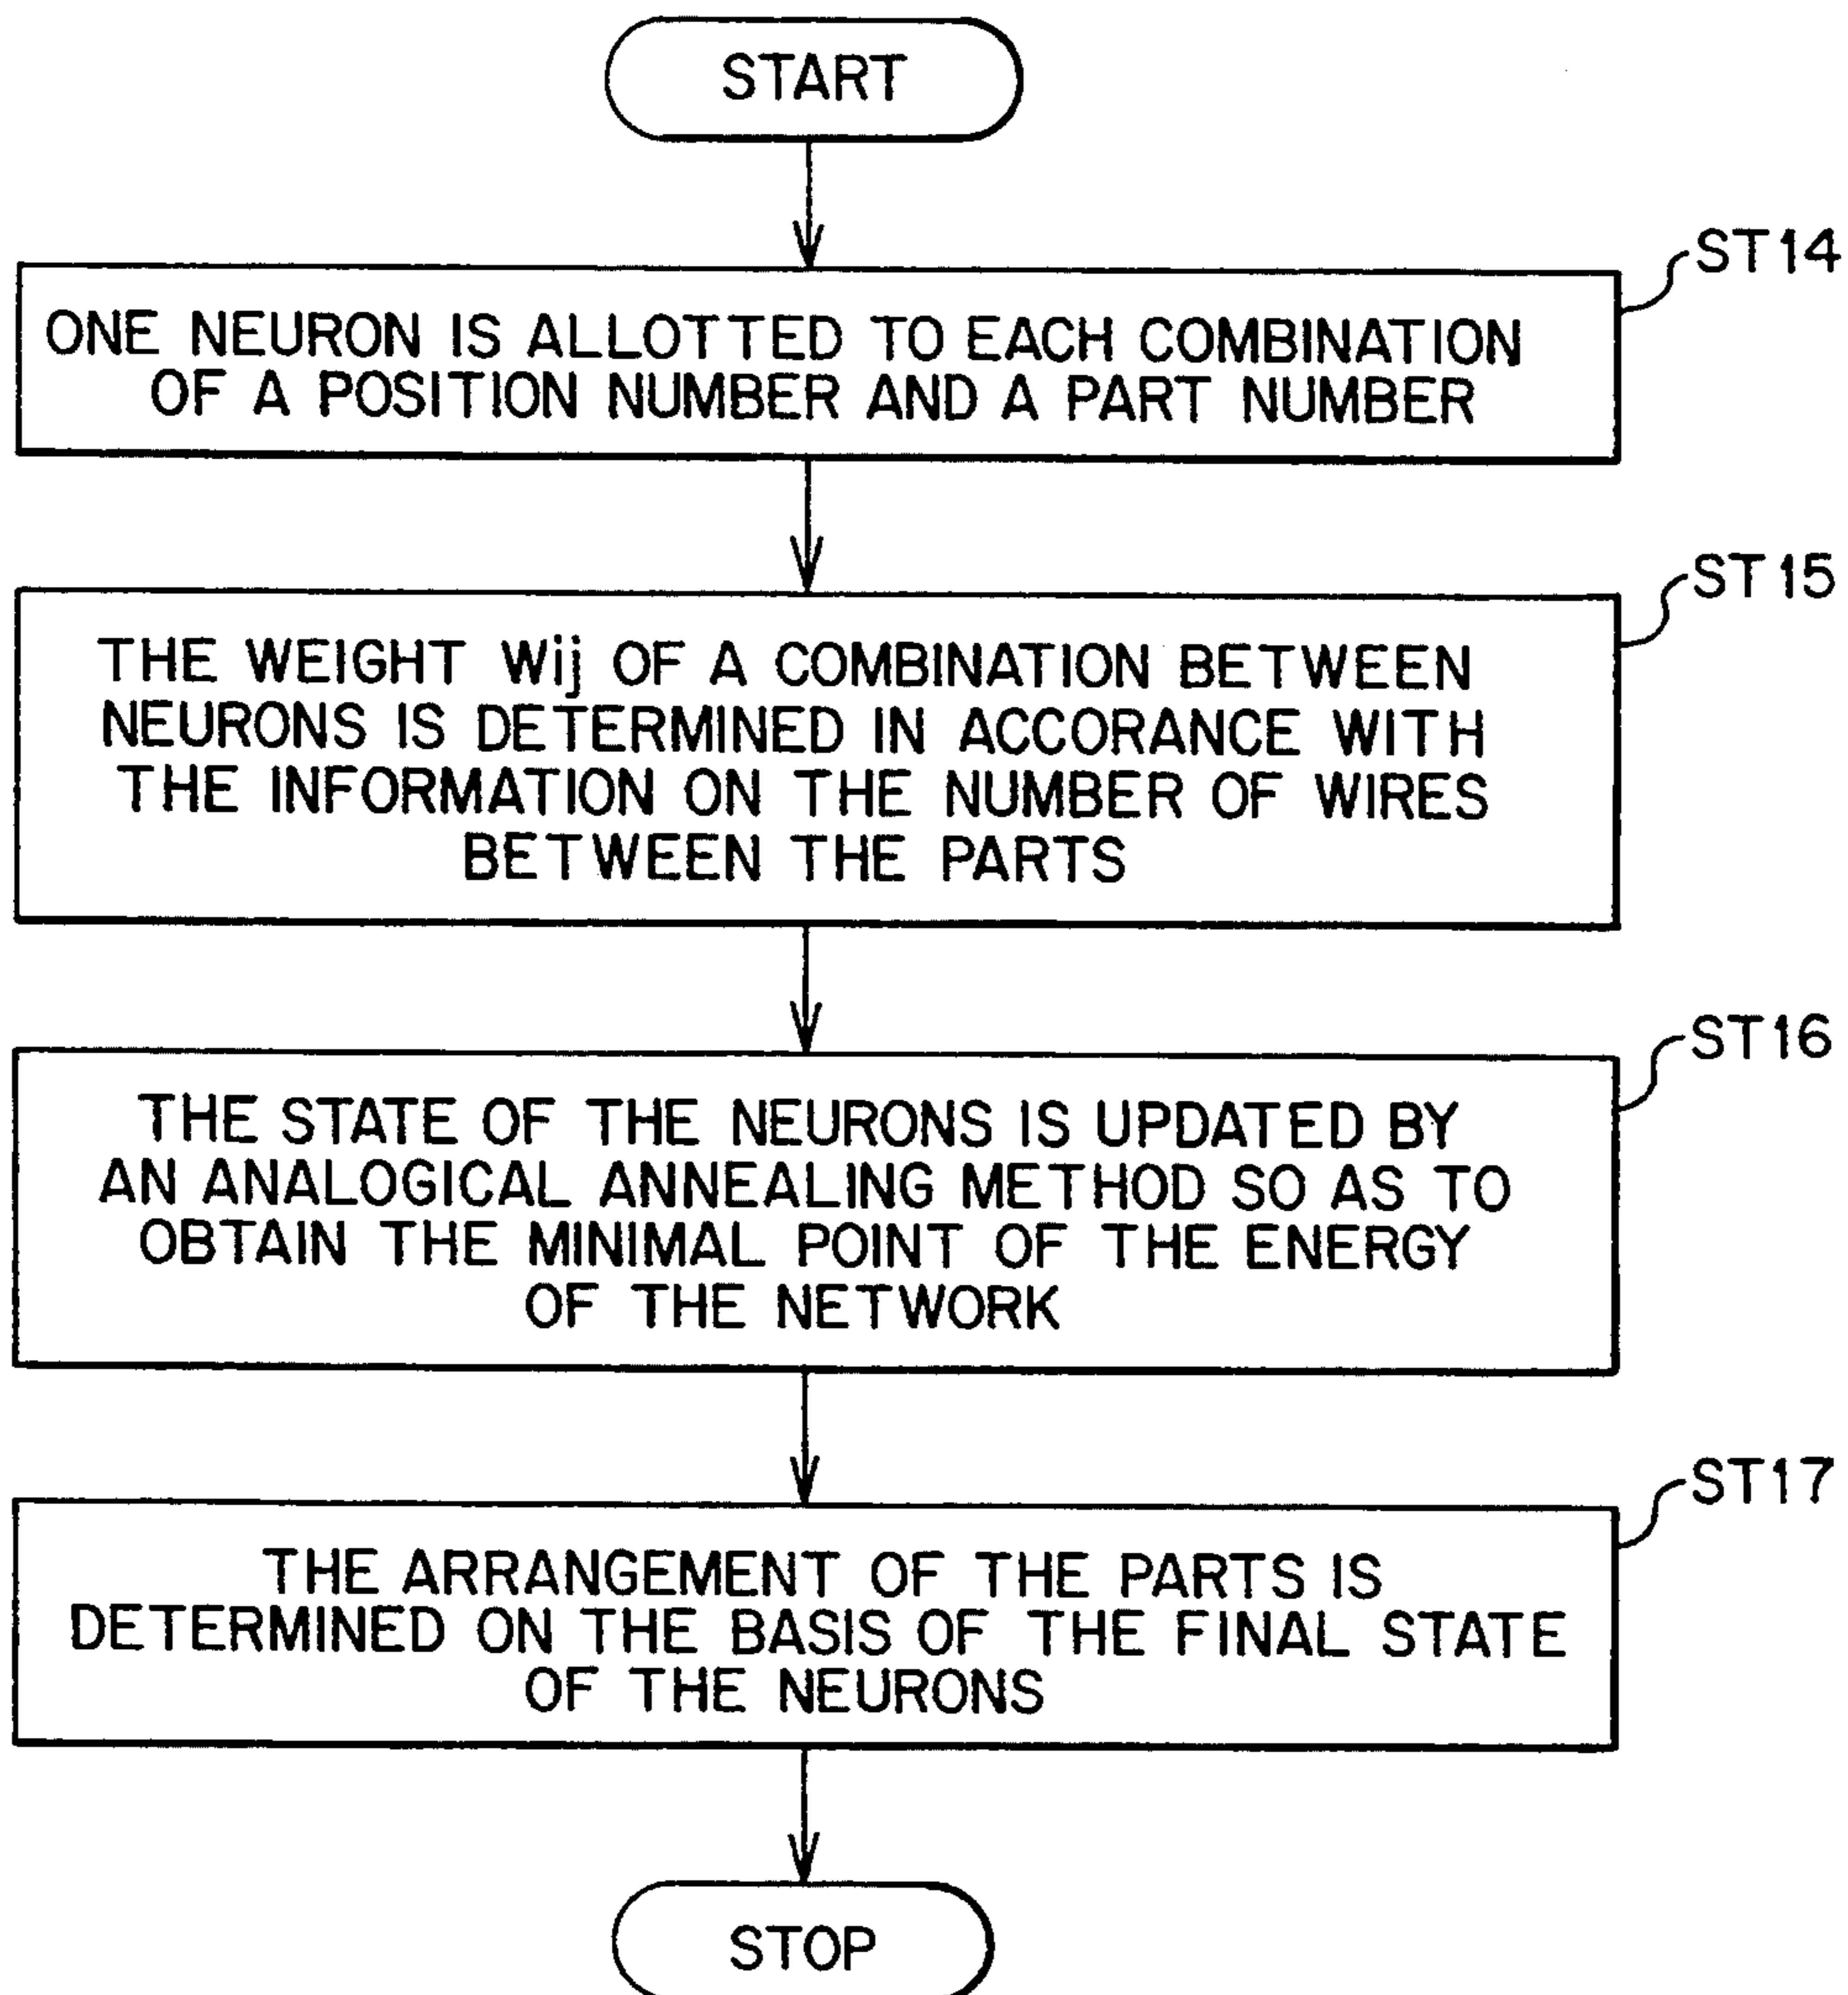 START
ST14
ONE NEURON IS ALLOTTED TO EACH COMBINATION
OF A POSITION NUMBER AND A PART NUMBER
ST15
THE WEIGHT Wij OF A COMBINATION BETWEEN
NEURONS IS DETERMINED IN ACCORANCE WITH
THE INFORMATION ON THE NUMBER OF WIRES
BETWEEN THE PARTS
ST16
THE STATE OF THE NEURONS IS UPDATED BY
AN ANALOGICAL ANNEALING METHOD SO AS TO
OBTAIN THE MINIMAL POINT OF THE ENERGY
OF THE NETWORK
ST17
THE ARRANGEMENT OF THE PARTS IS
DETERMINED ON THE BASIS OF THE FINAL STATE
OF THE NEURONS
STOP